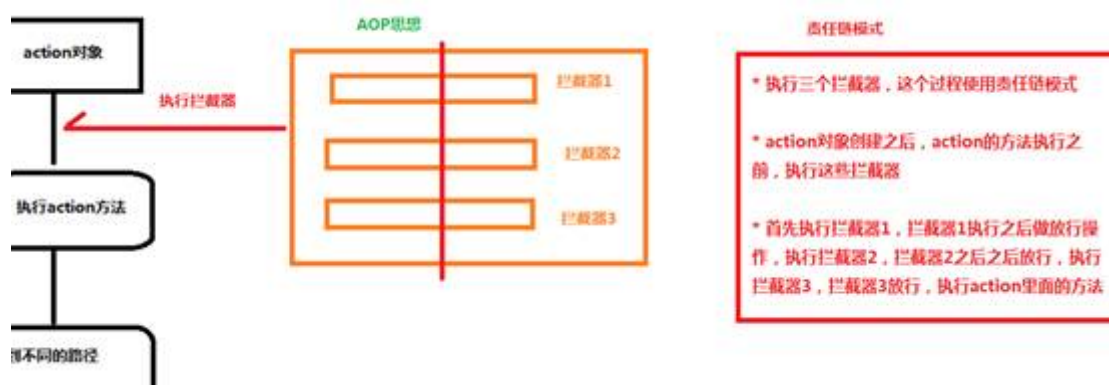 AOP思想
责任链模式
action对象
执行拦截器
拦截器1
拦截器2
拦截器3
执行action方法
到不同的路径
* 执行三个拦截器，这个过程使用责任链模式
* action对象创建之后，action的方法执行之
前，执行这些拦截器
* 首先执行拦截器1，拦截器1执行之后做放行操
作，执行拦截器2，拦截器2之后之后放行，执行
拦截器3，拦截器3放行，执行action里面的方法